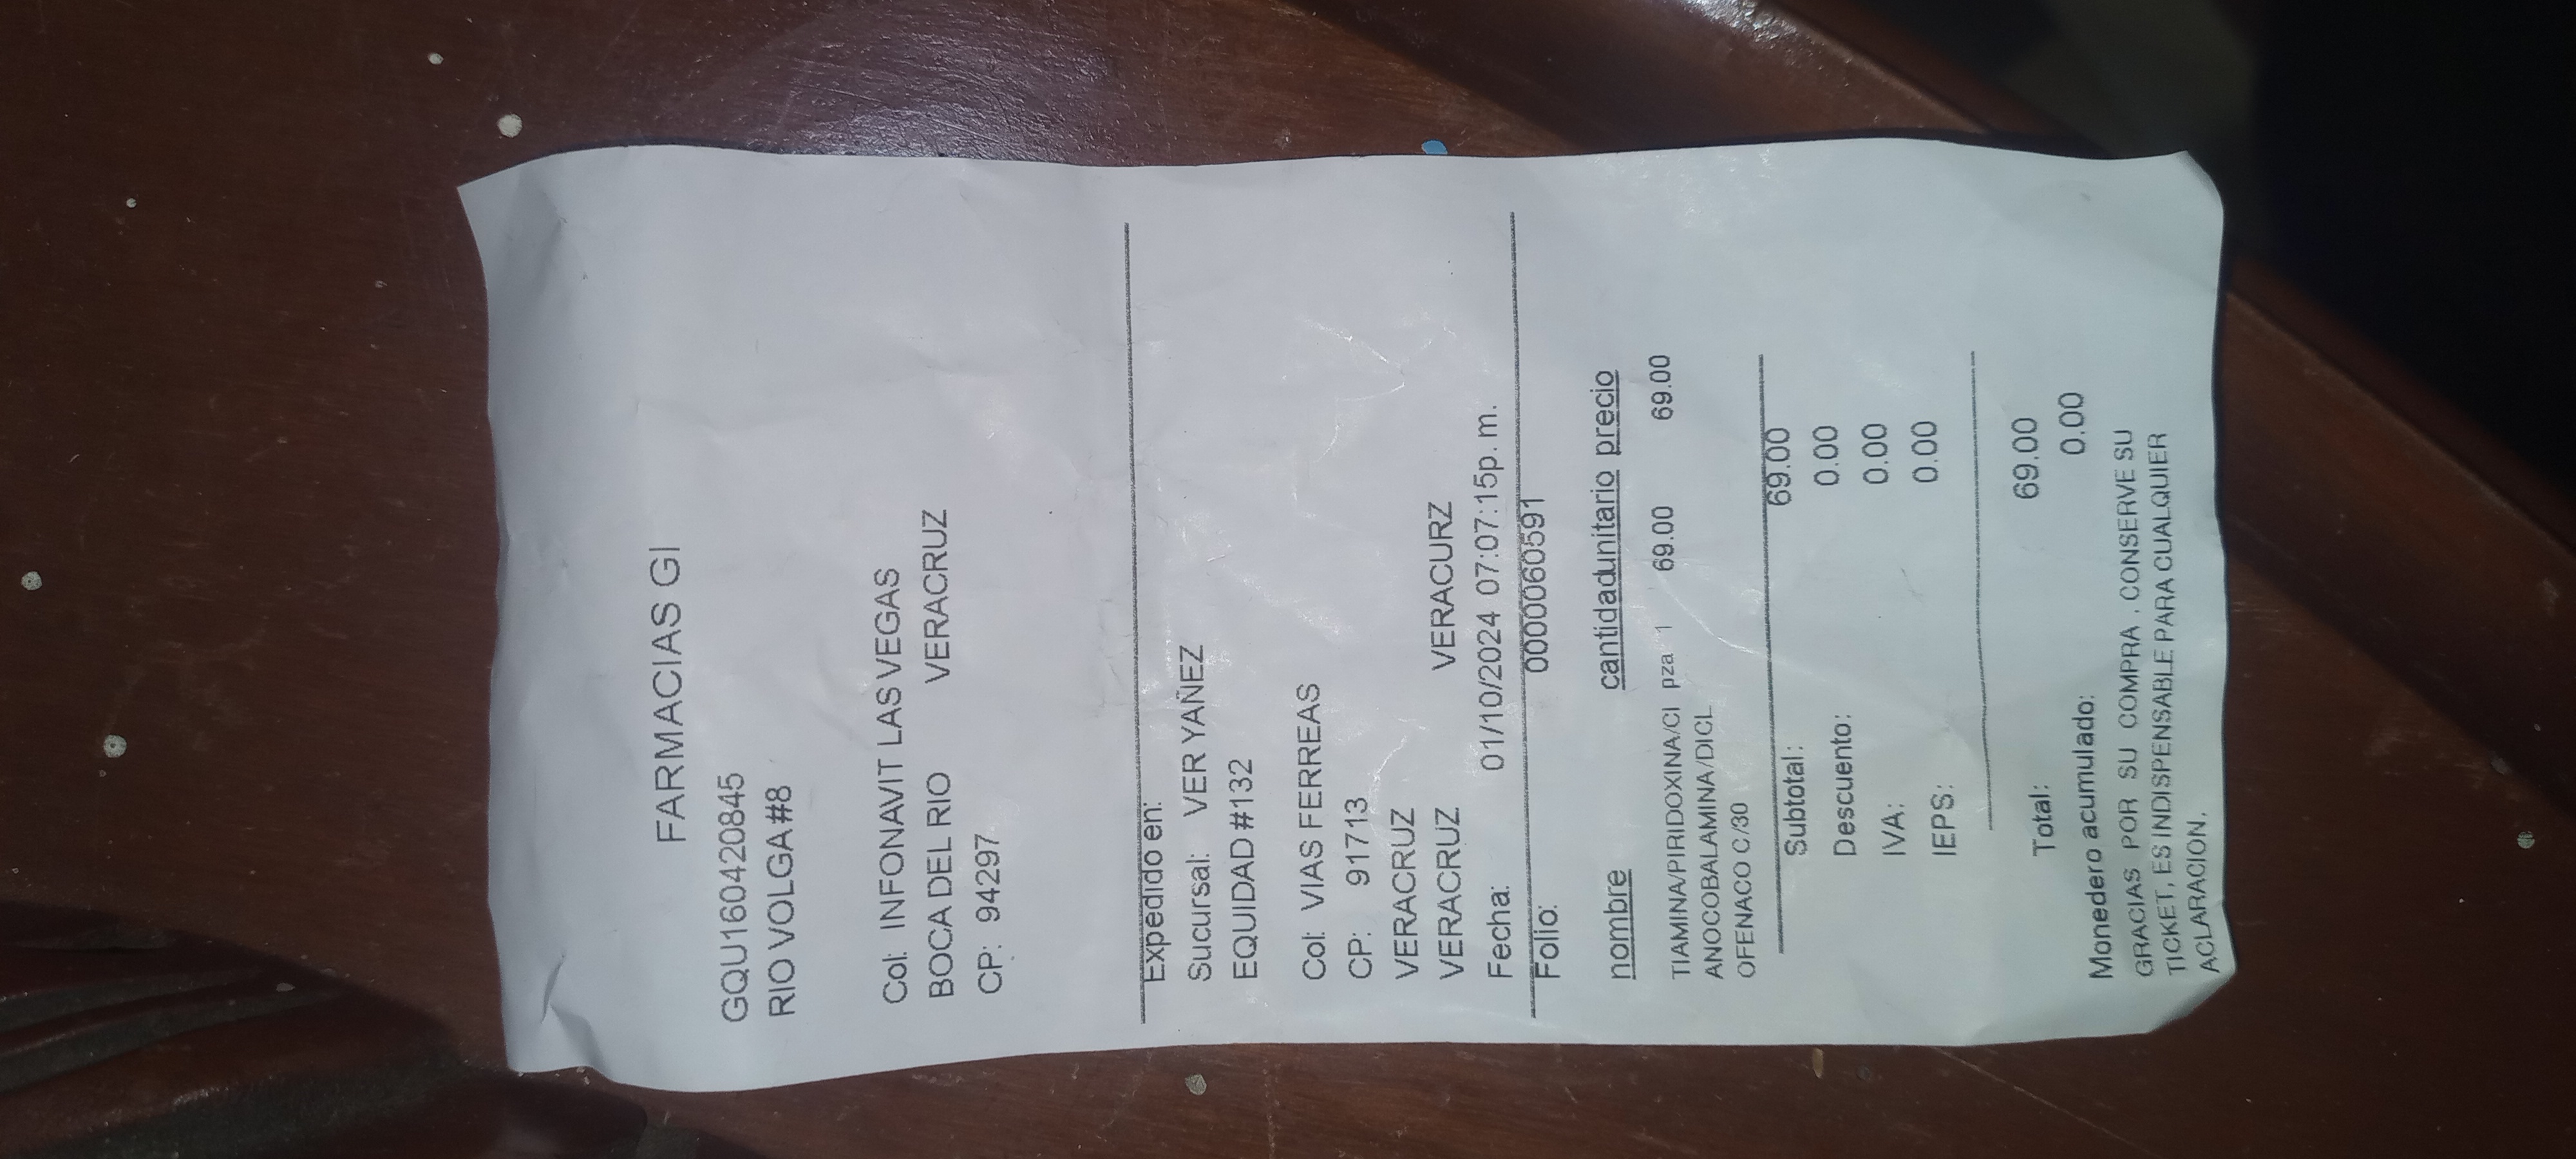 FARMACIAS GI
GQU160420845
RIO VOLGA #8
Col: INFONAVIT LAS VEGAS
BOCA DEL RIO VERACRUZ
CP: 94297
Expedido en:
Sucursal: VER YAÑEZ
EQUIDAD #132
Col: VIAS FERREAS
CP: 91713
VERACRUZ
VERACRUZ VERACURZ
Fecha: 01/10/2024 07:07:15p. m.
Folio: 0000060591
nombre cantidadunitario precio
TIAMINA/PIRIDOXINA/CI pza 1 69.00 69.00
ANOCOBALAMINA/DICL
OFENACO C/30
Subtotal: 69.00
Descuento: 0.00
IVA: 0.00
IEPS: 0.00
Total: 69.00
Monedero acumulado: 0.00
GRACIAS POR SU COMPRA , CONSERVE SU
TICKET, ES INDISPENSABLE PARA CUALQUIER
ACLARACION.